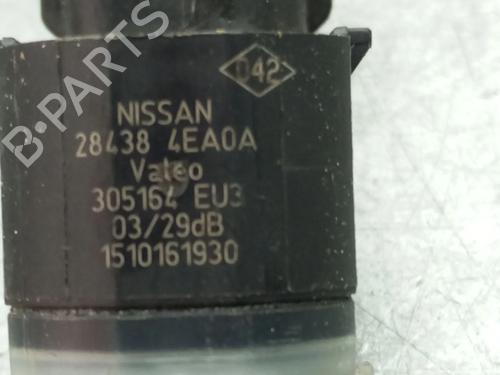 D42
NISSAN
28438 4EA0A
Valeo
305164 EU3
03/29dB
1510161930
B-PARTS